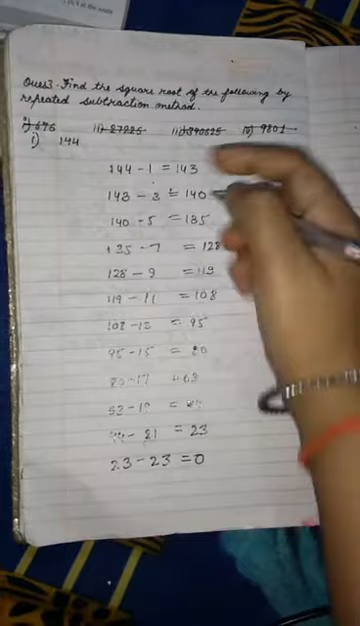 Ques3. Find the square root of the following by
repeated subtraction method.
i) 676 ii) 27225 iii) 390625 iv) 9801
i) 144
144 - 1 = 143
143 - 3 = 140
140 - 5 = 135
135 - 7 = 128
128 - 9 = 119
119 - 11 = 108
108 - 13 = 95
95 - 15 = 80
80 - 17
= 
- 21 = 23
23 - 23 = 0